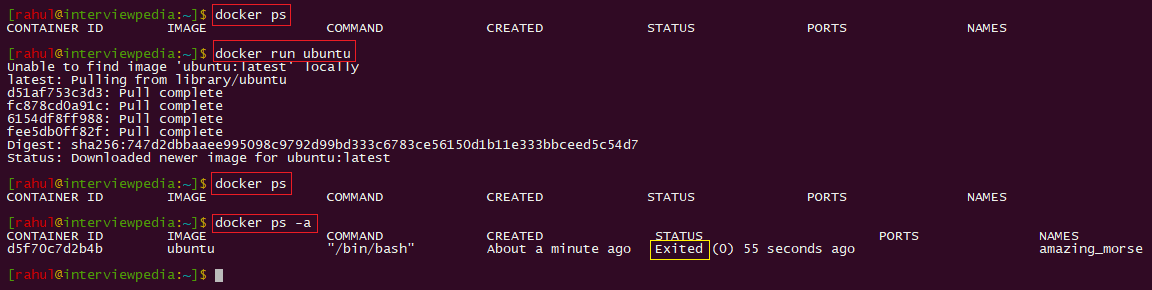 [rahul@interviewpedia:~]$ docker ps
CONTAINER ID IMAGE COMMAND CREATED STATUS PORTS NAMES
[rahul@interviewpedia:~]$ docker run ubuntu
Unable to find image 'ubuntu:latest' locally
latest: Pulling from library/ubuntu
d51af753c3d3: Pull complete
fc878cd0a91c: Pull complete
6154df8ff988: Pull complete
fee5db0ff82f: Pull complete
Digest: sha256:747d2dbbaaee995098c9792d99bd333c6783ce56150d1b11e333bbceed5c54d7
Status: Downloaded newer image for ubuntu:latest
[rahul@interviewpedia:~]$ docker ps
CONTAINER ID IMAGE COMMAND CREATED STATUS PORTS NAMES
[rahul@interviewpedia:~]$ docker ps -a
CONTAINER ID IMAGE COMMAND CREATED STATUS PORTS NAMES
d5f70c7d2b4b ubuntu "/bin/bash" About a minute ago Exited (0) 55 seconds ago amazing_morse
[rahul@interviewpedia:~]$